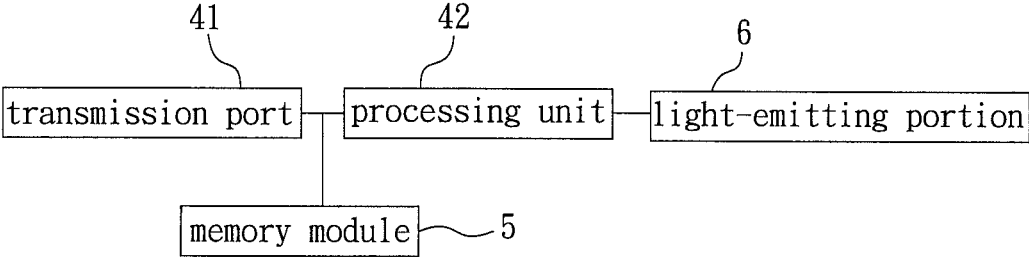 41
42
6
transmission port
processing unit
light-emitting portion
memory module
5